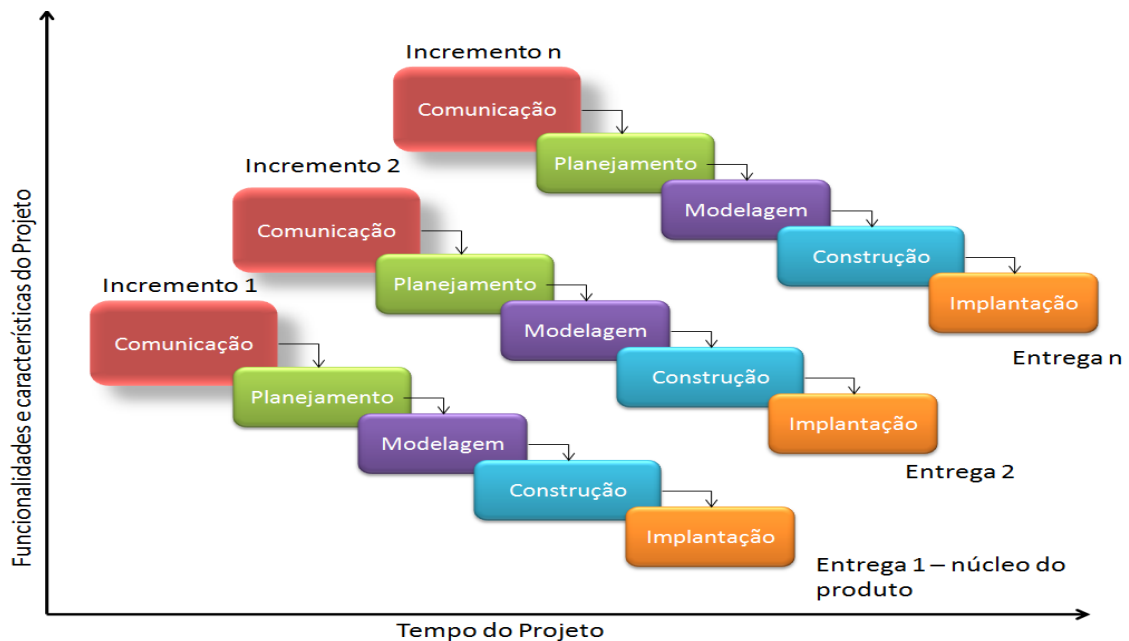 Funcionalidades e características do Projeto
Incremento n
Comunicação
Planejamento
Modelagem
Construção
Implantação
Entrega n
Incremento 2
Comunicação
Planejamento
Modelagem
Construção
Implantação
Entrega 2
Incremento 1
Comunicação
Planejamento
Modelagem
Construção
Implantação
Entrega 1 – núcleo do
produto
Tempo do Projeto